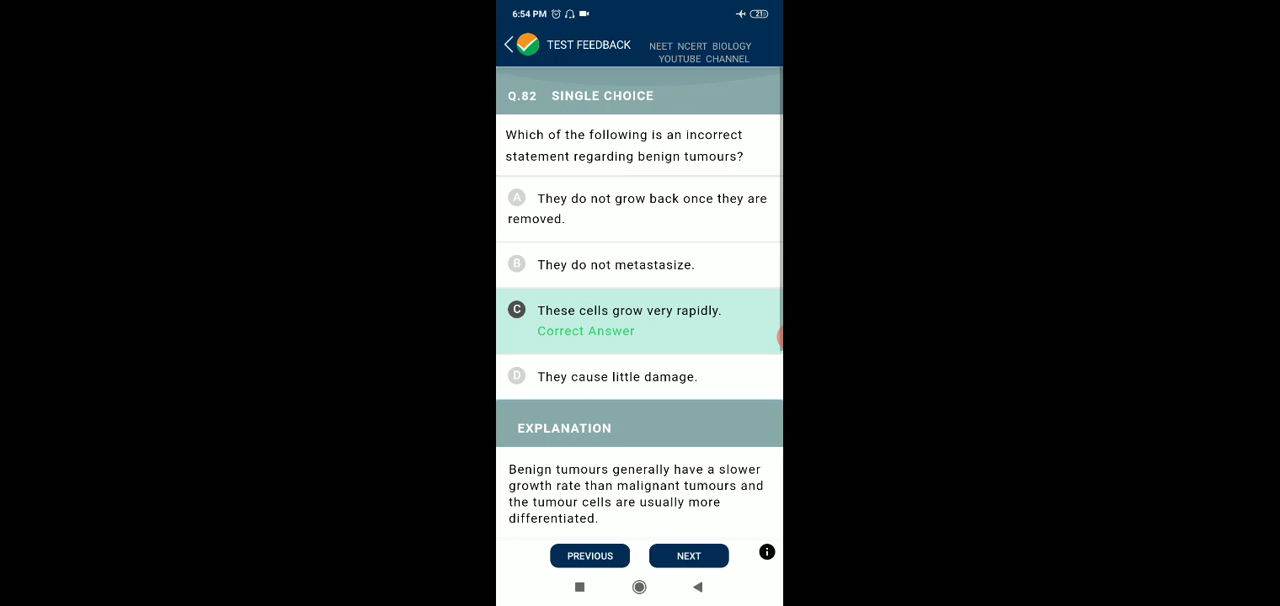 6:54 PM 21
TEST FEEDBACK NEET NCERT BIOLOGY
YOUTUBE CHANNEL
Q.82 SINGLE CHOICE
Which of the following is an incorrect
statement regarding benign tumours?
A They do not grow back once they are
removed.
B They do not metastasize.
C These cells grow very rapidly.
Correct Answer
D They cause little damage.
EXPLANATION
Benign tumours generally have a slower
growth rate than malignant tumours and
the tumour cells are usually more
differentiated.
PREVIOUS NEXT i